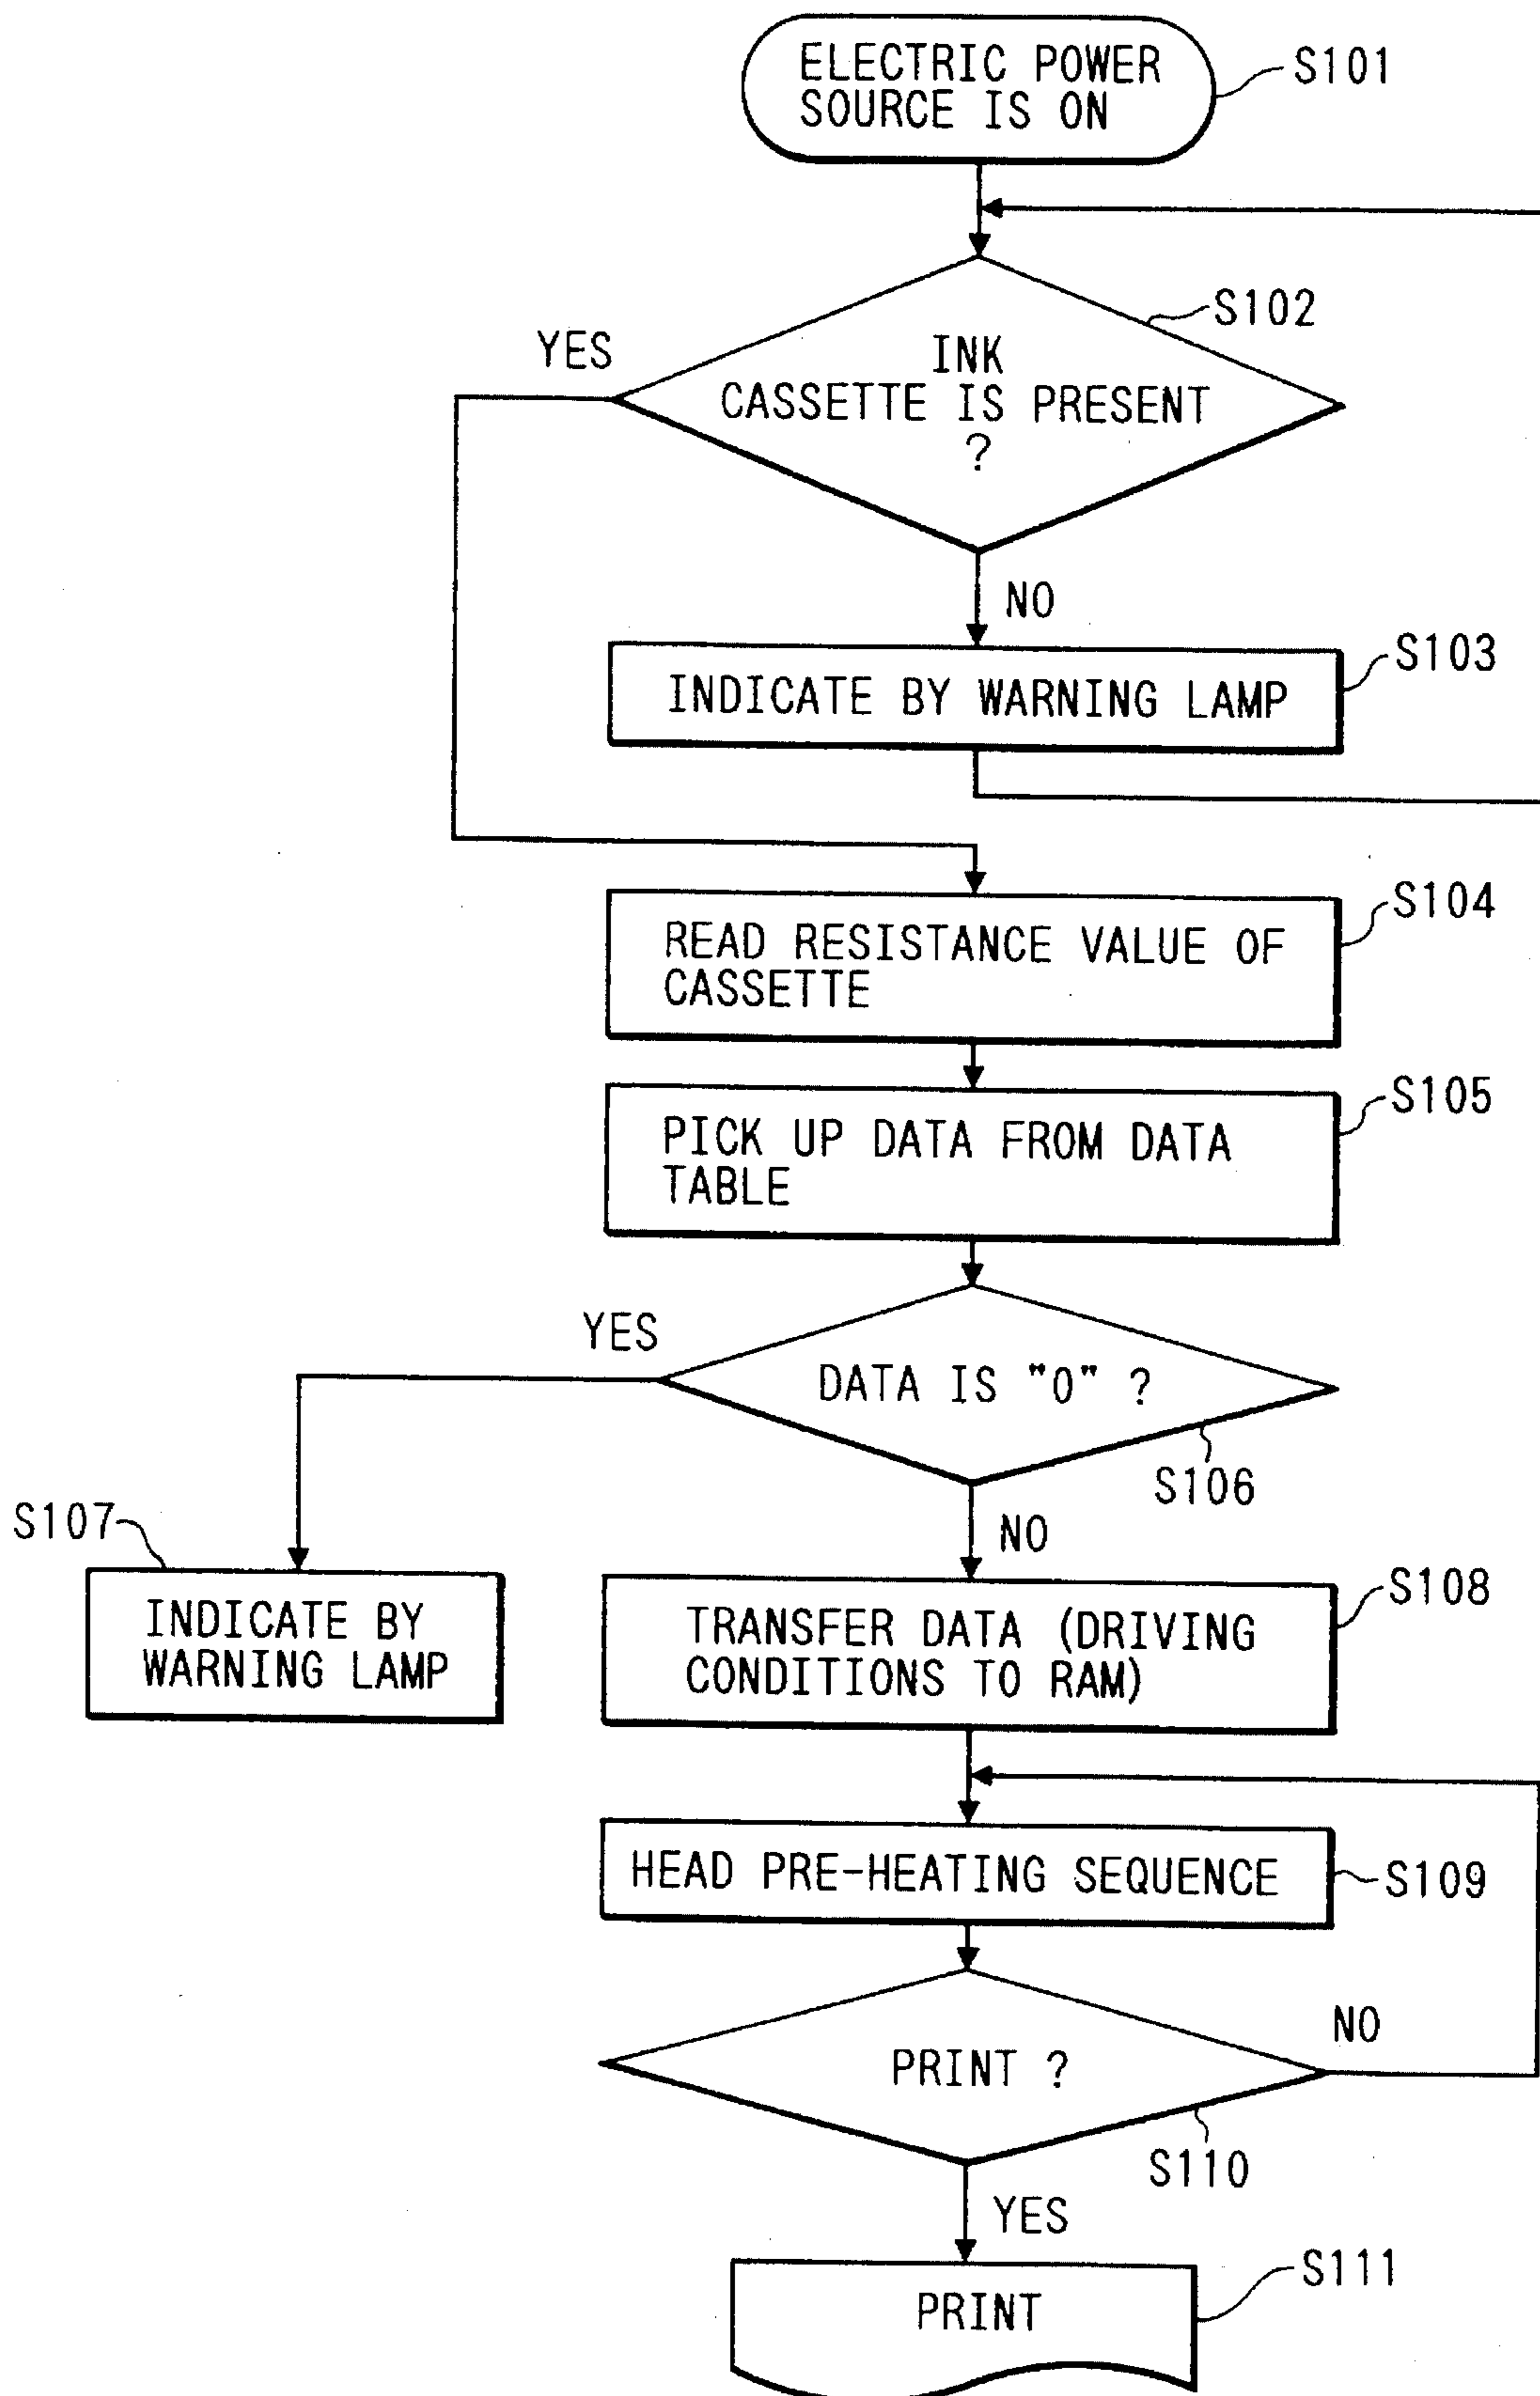 ELECTRIC POWER
SOURCE IS ON
S101
S102
YES
INK
CASSETTE IS PRESENT
?
NO
S103
INDICATE BY WARNING LAMP
S104
READ RESISTANCE VALUE OF
CASSETTE
S105
PICK UP DATA FROM DATA
TABLE
YES
DATA IS "0" ?
S106
S107
NO
INDICATE BY
WARNING LAMP
S108
TRANSFER DATA (DRIVING
CONDITIONS TO RAM)
HEAD PRE-HEATING SEQUENCE
S109
NO
PRINT ?
S110
YES
S111
PRINT